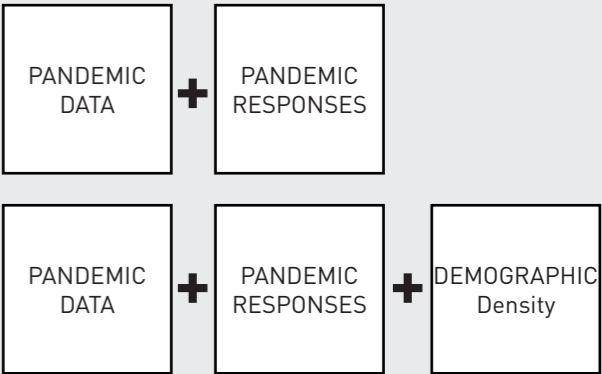 PANDEMIC
DATA
+
PANDEMIC
RESPONSES
PANDEMIC
DATA
+
PANDEMIC
RESPONSES
+
DEMOGRAPHIC
Density